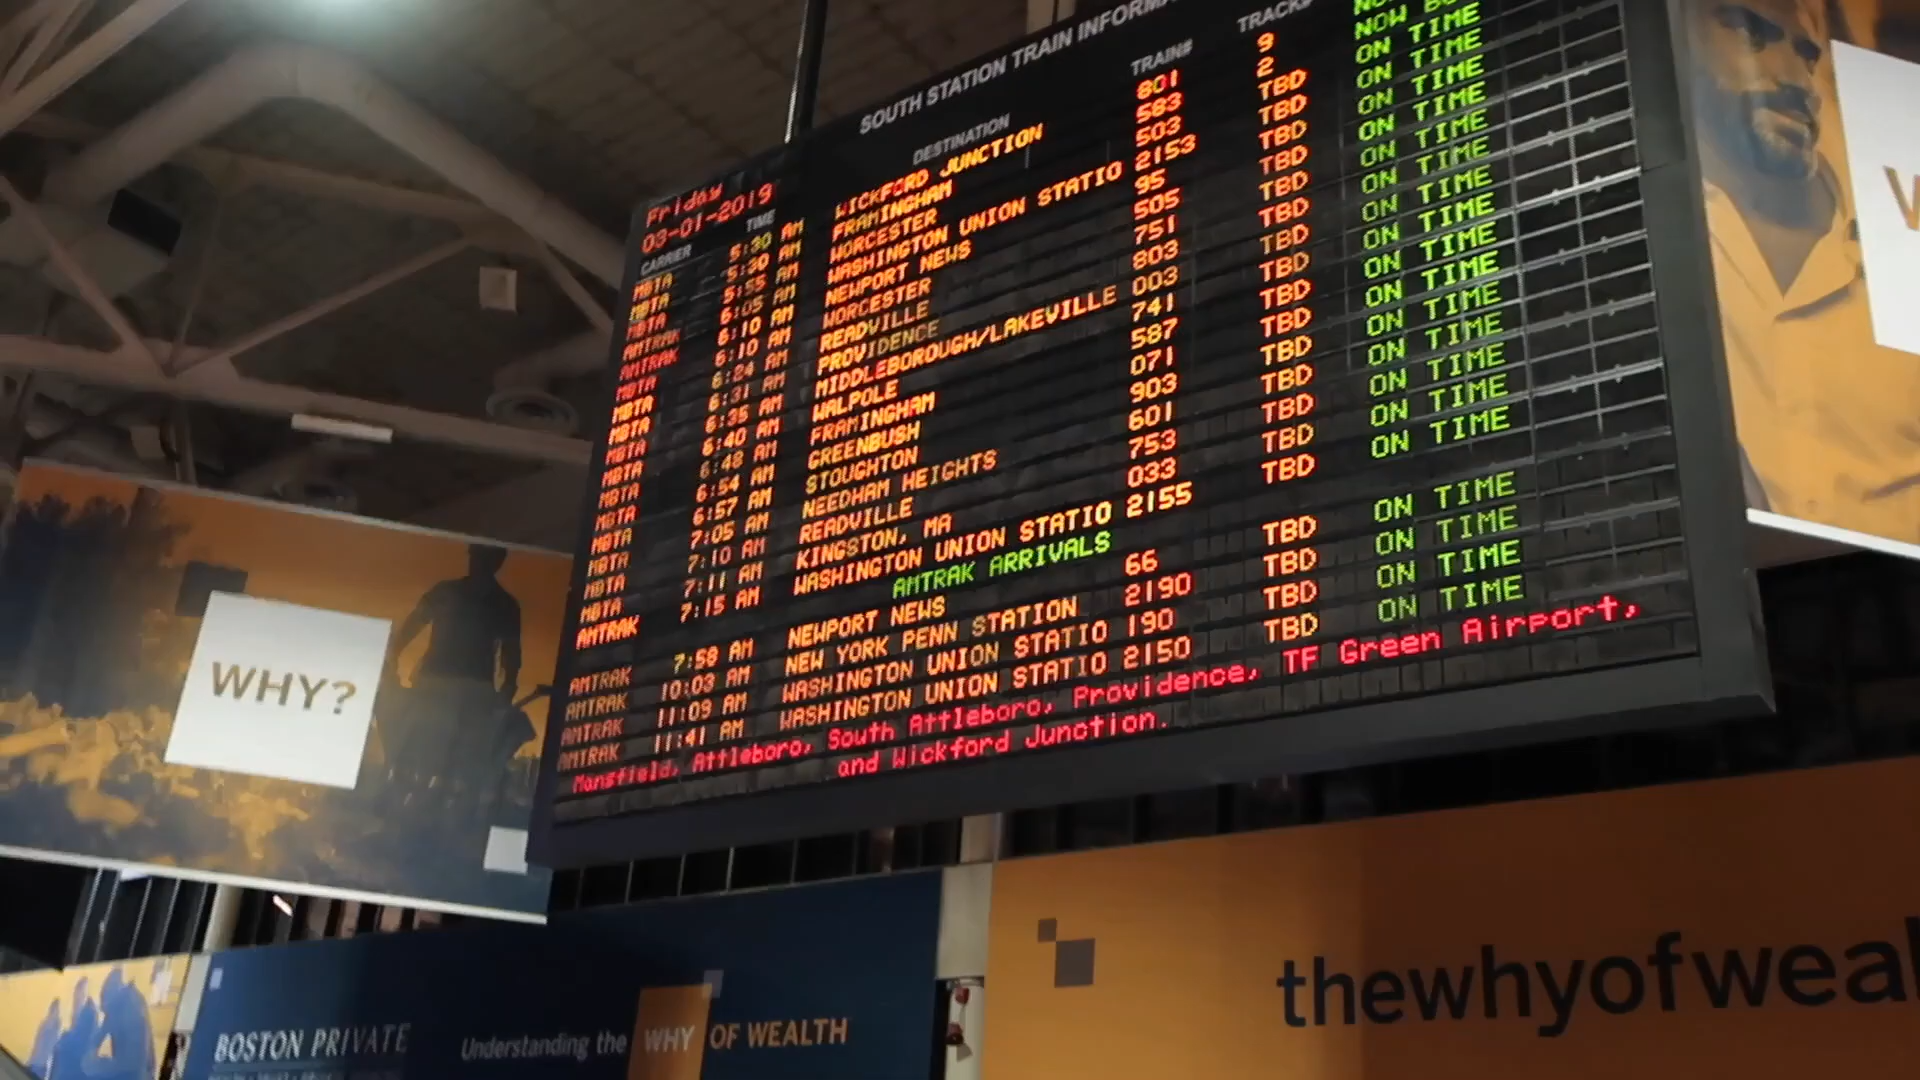 SOUTH STATION TRAIN INFORMA
Friday
03-01-2019
CARRIER TIME DESTINATION TRAIN# TRACK#
MBTA 5:30 AM WICKFORD JUNCTION 801 9 NO
MBTA 5:30 AM FRAMINGHAM 583 2 NOW BO
MBTA 5:55 AM WORCESTER 503 TBD ON TIME
AMTRAK 6:05 AM WASHINGTON UNION STATIO 2153 TBD ON TIME
AMTRAK 6:10 AM NEWPORT NEWS 95 TBD ON TIME
MBTA 6:10 AM WORCESTER 505 TBD ON TIME
MBTA 6:24 AM READVILLE 751 TBD ON TIME
MBTA 6:31 AM PROVIDENCE 803 TBD ON TIME
MBTA 6:35 AM MIDDLEBOROUGH/LAKEVILLE 003 TBD ON TIME
MBTA 6:40 AM WALPOLE 741 TBD ON TIME
MBTA 6:48 AM FRAMINGHAM 587 TBD ON TIME
MBTA 6:54 AM GREENBUSH 071 TBD ON TIME
MBTA 6:57 AM STOUGHTON 903 TBD ON TIME
MBTA 7:05 AM NEEDHAM HEIGHTS 601 TBD ON TIME
MBTA 7:10 AM READVILLE 753 TBD ON TIME
MBTA 7:11 AM KINGSTON, MA 033 TBD ON TIME
AMTRAK 7:15 AM WASHINGTON UNION STATIO 2155 TBD ON TIME
AMTRAK ARRIVALS
AMTRAK 7:58 AM NEWPORT NEWS 66 TBD ON TIME
AMTRAK 10:03 AM NEW YORK PENN STATION 2190 TBD ON TIME
AMTRAK 11:09 AM WASHINGTON UNION STATIO 190 TBD ON TIME
AMTRAK 11:41 AM WASHINGTON UNION STATIO 2150 TBD ON TIME
Mansfield, Attleboro, South Attleboro, Providence, TF Green Airport,
and Wickford Junction.
WHY?
W
BOSTON PRIVATE
Understanding the WHY OF WEALTH
thewhyofweal